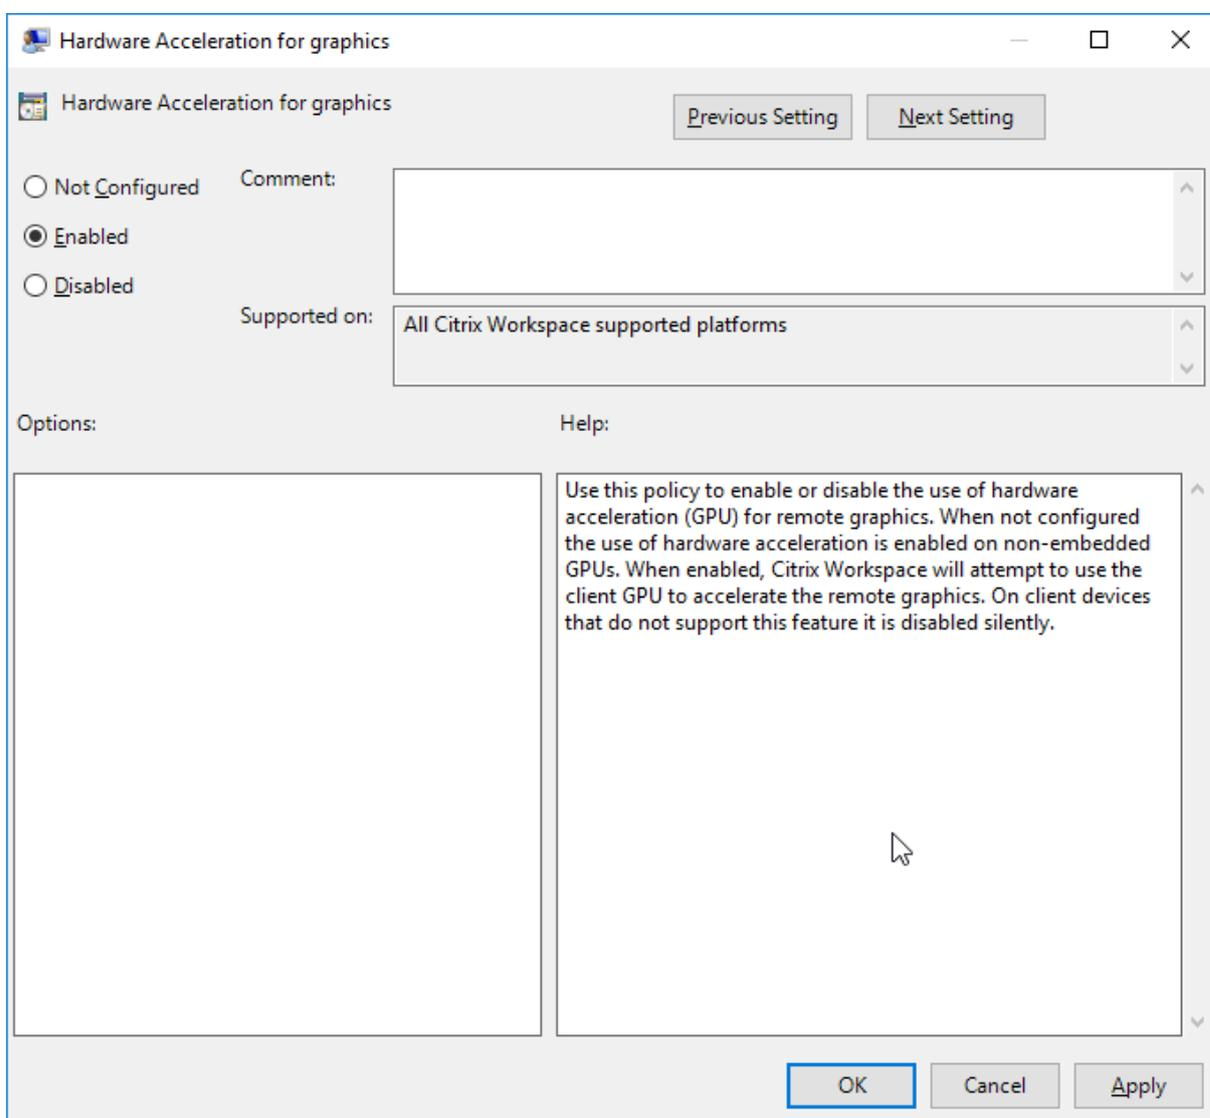 Hardware Acceleration for graphics
Hardware Acceleration for graphics
Previous Setting
Next Setting
Not Configured
Comment:
Enabled
Disabled
Supported on:
All Citrix Workspace supported platforms
Options:
Help:
Use this policy to enable or disable the use of hardware
acceleration (GPU) for remote graphics. When not configured
the use of hardware acceleration is enabled on non-embedded
GPUs. When enabled, Citrix Workspace will attempt to use the
client GPU to accelerate the remote graphics. On client devices
that do not support this feature it is disabled silently.
OK
Cancel
Apply